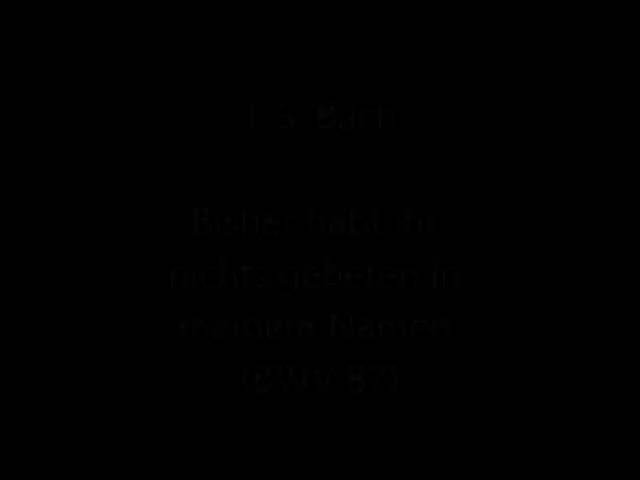 J.S. Bach
Bisher habt ihr
nichts gebeten in
meinem Namen
(BWV 87)